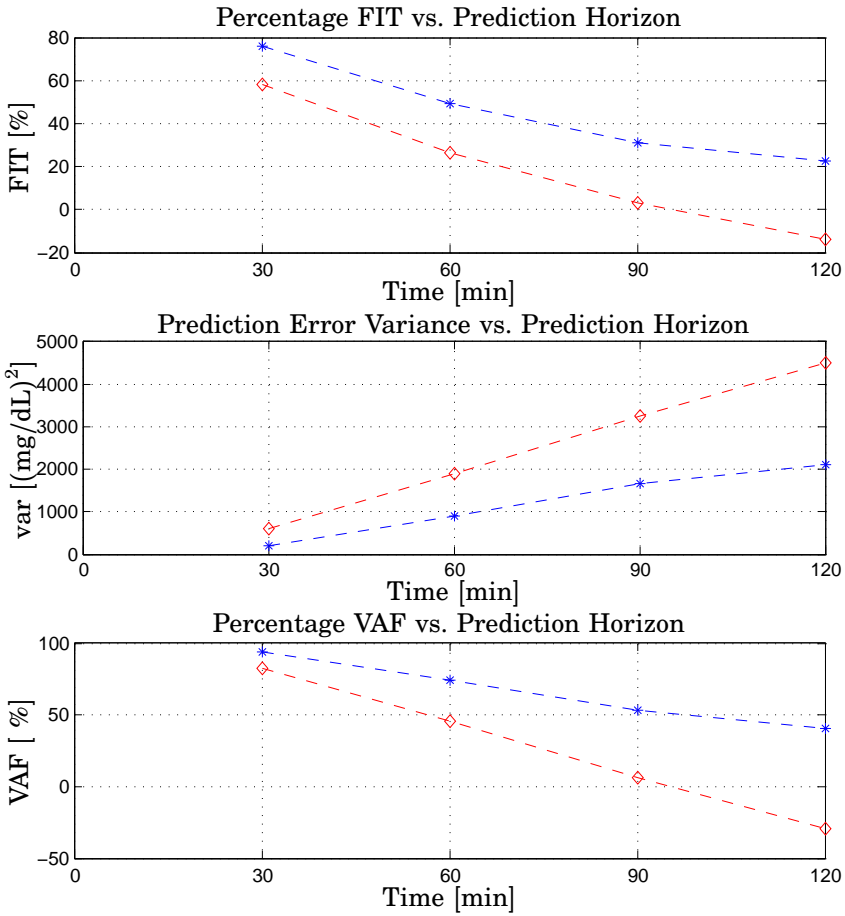 Percentage FIT vs. Prediction Horizon
80
60
40
20
0
−20
FIT [%]
0 30 60 90 120
Time [min]
Prediction Error Variance vs. Prediction Horizon
5000
4000
3000
2000
1000
0
var [(mg/dL)²]
0 30 60 90 120
Time [min]
Percentage VAF vs. Prediction Horizon
100
50
0
−50
VAF [ %]
0 30 60 90 120
Time [min]